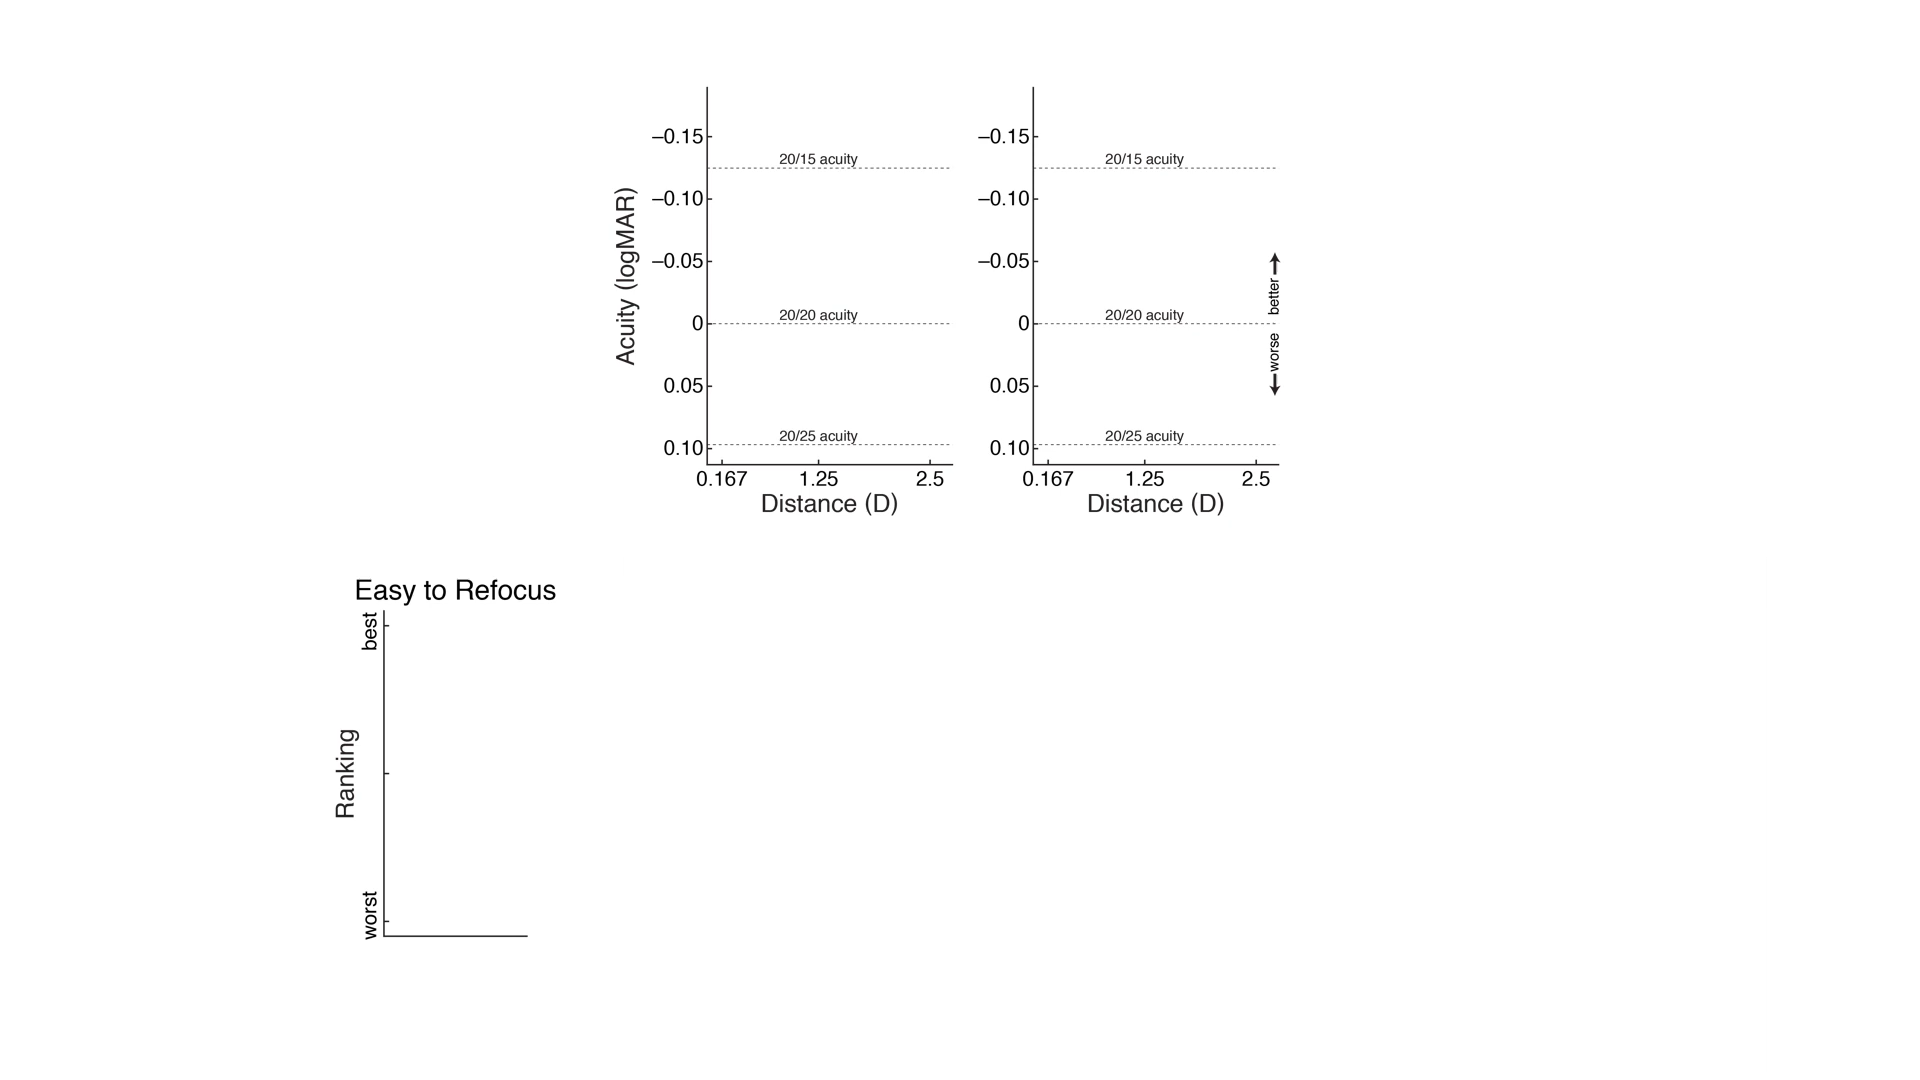 Acuity (logMAR)
–0.15
–0.10
–0.05
0
0.05
0.10
20/15 acuity
20/20 acuity
20/25 acuity
0.167 1.25 2.5
Distance (D)
–0.15
–0.10
–0.05
0
0.05
0.10
20/15 acuity
20/20 acuity
20/25 acuity
better
worse
0.167 1.25 2.5
Distance (D)
Easy to Refocus
best
Ranking
worst